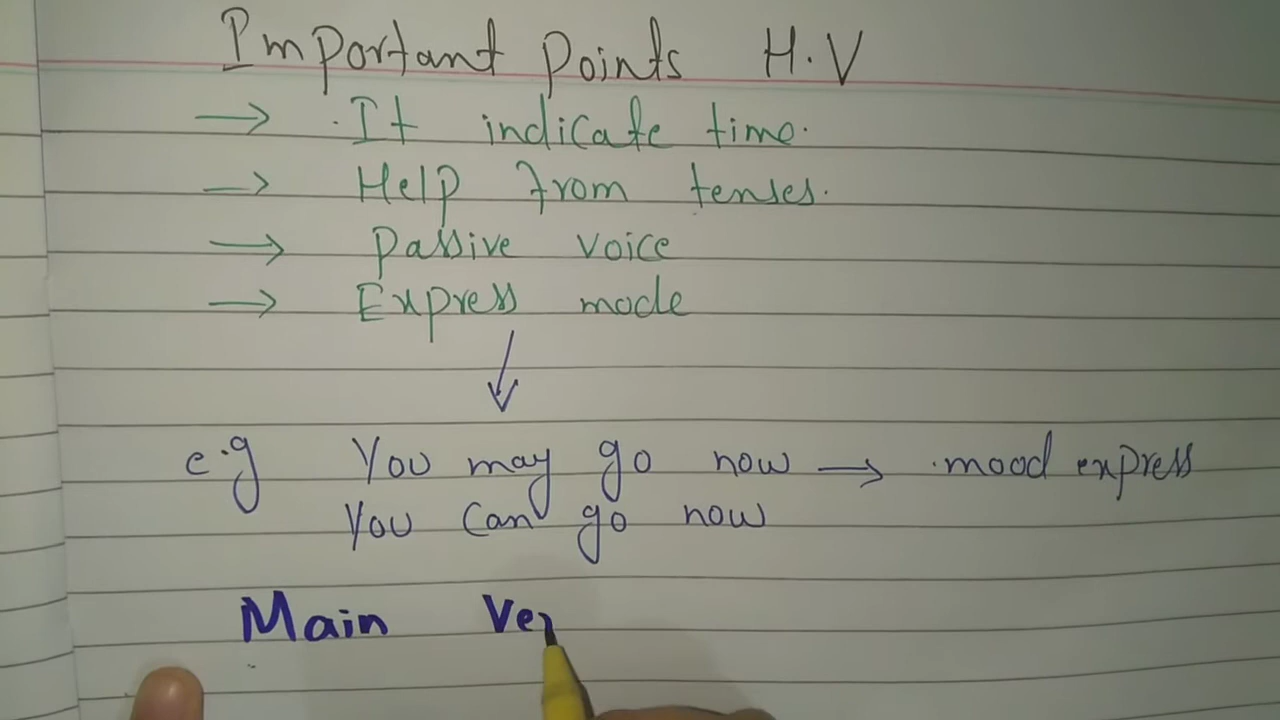 Important Points H.V
→ .It indicate time.
→ Help from tenses.
→ Passive voice
→ Express mode
e.g You may go now → .mood express
You can go now
Main Ver